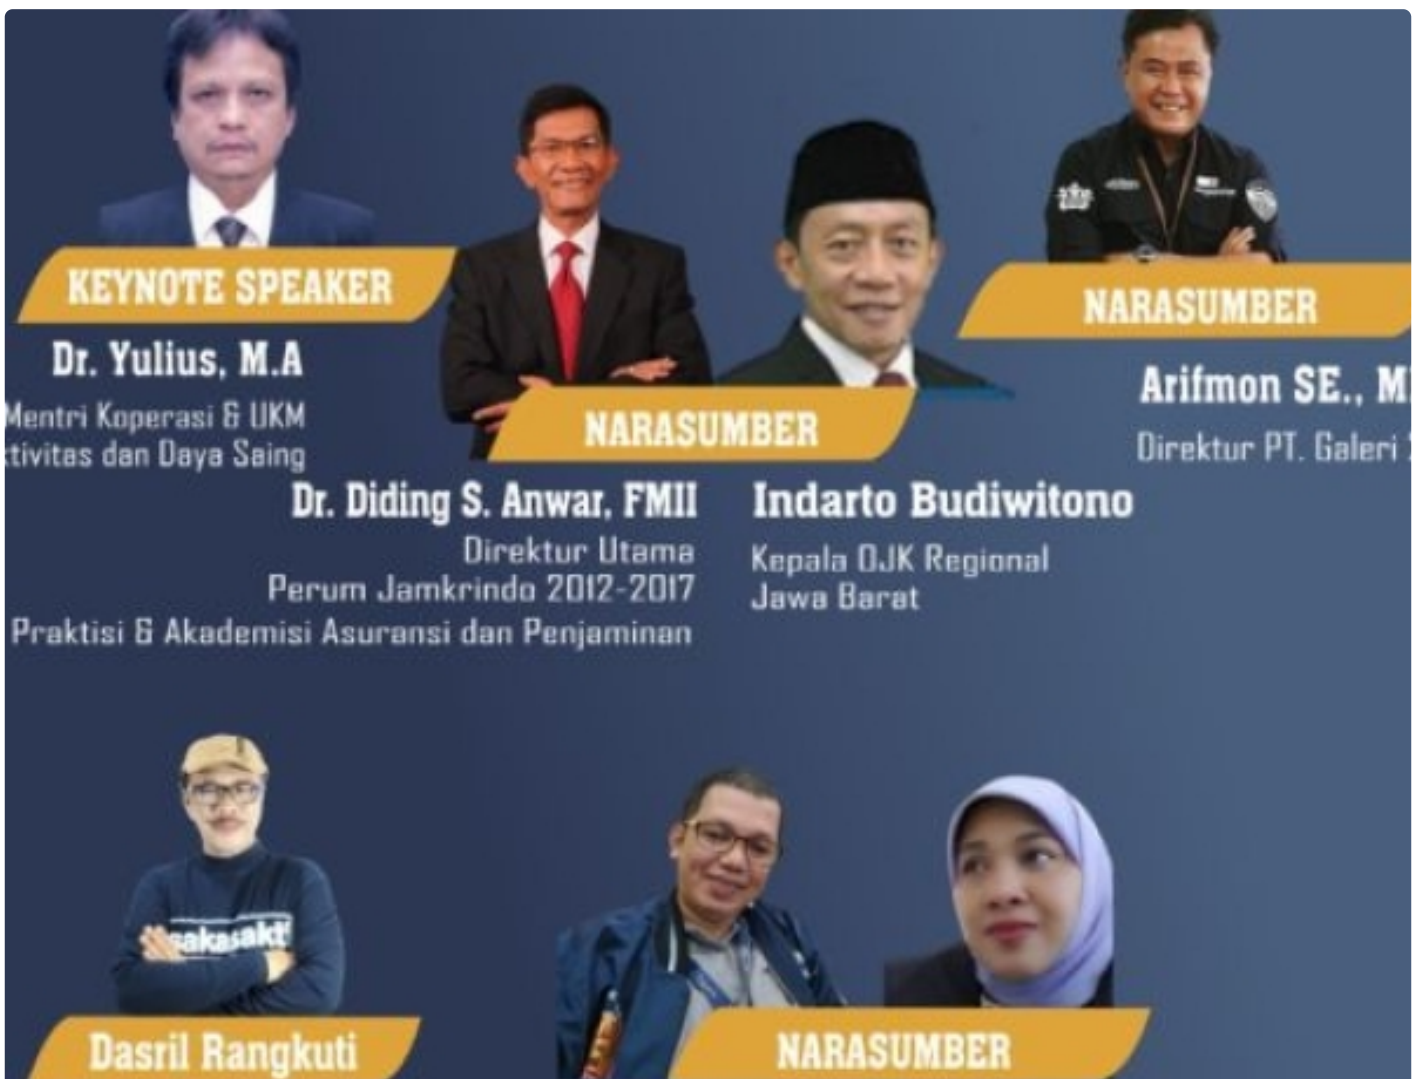 KEYNOTE SPEAKER
Dr. Yulius, M.A
Mentri Koperasi & UKM
ktivitas dan Daya Saing
NARASUMBER
Dr. Diding S. Anwar, FMII
Direktur Utama
Perum Jamkrindo 2012-2017
Praktisi & Akademisi Asuransi dan Penjaminan
Indarto Budiwitono
Kepala OJK Regional
Jawa Barat
NARASUMBER
Arifmon SE., M
Direktur PT. Galeri
sakasakti
Dasril Rangkuti
NARASUMBER